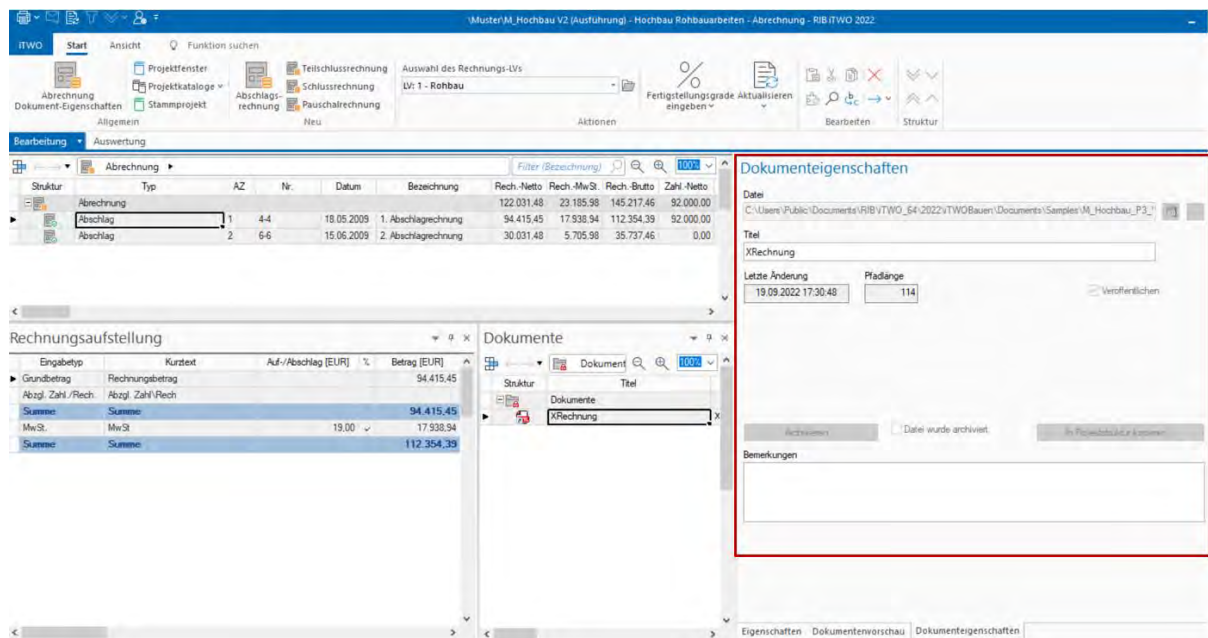 \Muster\M_Hochbau V2 (Ausführung) - Hochbau Rohbauarbeiten - Abrechnung - RIB iTWO 2022
iTWO Start Ansicht Funktion suchen
Abrechnung Dokument-Eigenschaften
Projektfenster
Projektkataloge
Stammprojekt
Allgemein
Abschlags-rechnung
Teilschlussrechnung
Schlussrechnung
Pauschalrechnung
Neu
Auswahl des Rechnungs-LVs
LV: 1 - Rohbau
Fertigstellungsgrade eingeben
Aktualisieren
Aktionen
Bearbeiten
Struktur
Bearbeitung Auswertung
Abrechnung Filter (Bezeichnung) 100%
Struktur Typ AZ Nr. Datum Bezeichnung Rech.-Netto Rech.-MwSt. Rech.-Brutto Zahl.-Netto
Abrechnung 122.031,48 23.185,98 145.217,46 92.000,00
Abschlag 1 4-4 18.05.2009 1. Abschlagrechnung 94.415,45 17.938,94 112.354,39 92.000,00
Abschlag 2 6-6 15.06.2009 2. Abschlagrechnung 30.031,48 5.705,98 35.737,46 0,00
Rechnungsaufstellung
Eingabetyp Kurztext Auf-/Abschlag [EUR] % Betrag [EUR]
Grundbetrag Rechnungsbetrag 94.415,45
Abzgl. Zahl./Rech. Abzgl. Zahl\Rech
Summe Summe 94.415,45
MwSt. MwSt 19,00 17.938,94
Summe Summe 112.354,39
Dokumente
Dokument 100%
Struktur Titel
Dokumente
XRechnung X
Dokumenteigenschaften
Datei
C:\Users\Public\Documents\RIB\iTWO_64\2022\iTWOBauen\Documents\Samples\M_Hochbau_P3_
Titel
XRechnung
Letzte Änderung Pfadlänge
19.09.2022 17:30:48 114 Veröffentlichen
Archivieren Datei wurde archiviert.
Bemerkungen
Eigenschaften Dokumentenvorschau Dokumenteigenschaften